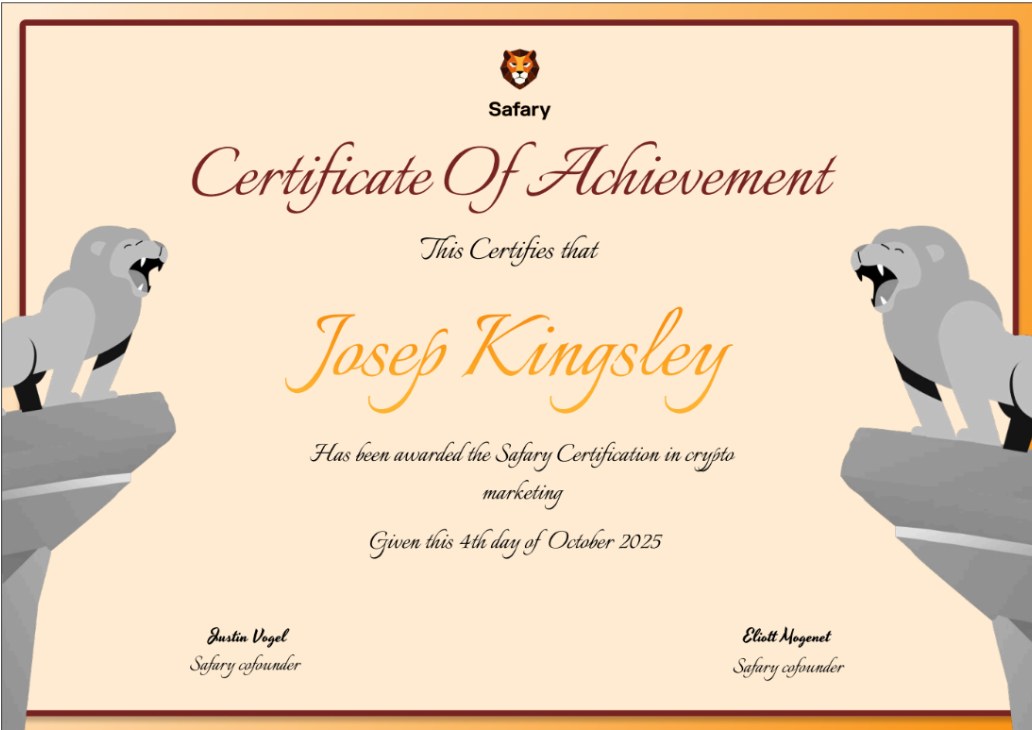 Safary
Certificate Of Achievement
This Certifies that
Josep Kingsley
Has been awarded the Safary Certification in crypto
marketing
Given this 4th day of October 2025
Justin Vogel
Safary cofounder
Eliott Mogenet
Safary cofounder